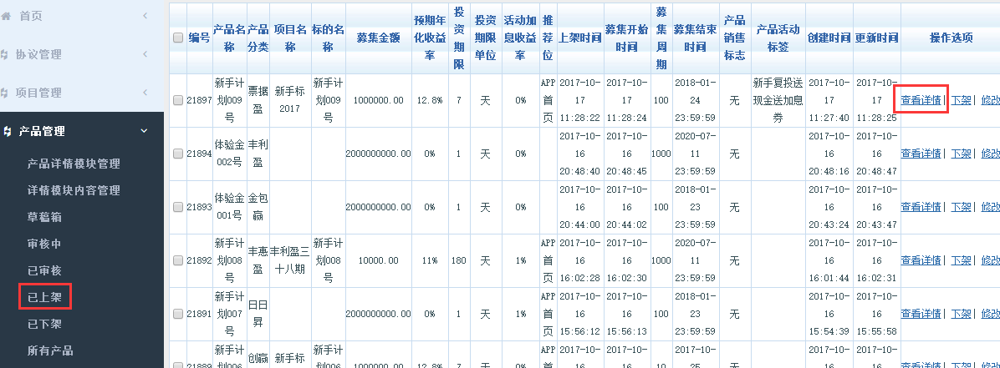 首页
协议管理
项目管理
产品管理
产品详情模块管理
详情模块内容管理
草稿箱
审核中
已审核
已上架
已下架
所有产品
编号 产品名称 产品分类 项目名称 标的名称 募集金额 预期年化收益率 投资期限 投资期限单位 活动加息收益率 推荐位 上架时间 募集开始时间 募集周期 募集结束时间 产品销售标志 产品活动标签 创建时间 更新时间 操作选项
21897 新手计划009号 票据盈 新手标2017 新手计划009号 1000000.00 12.8% 7 天 0% APP首页 2017-10-17 11:28:22 2017-10-17 11:28:24 100 2018-01-24 23:59:59 无 新手复投送现金送加息券 2017-10-17 11:27:40 2017-10-17 11:28:25 查看详情| 下架| 修改
21894 体验金002号 丰利盈 2000000000.00 0% 1 天 0% 2017-10-16 20:48:40 2017-10-16 20:48:45 1000 2020-07-11 23:59:59 无 2017-10-16 20:48:16 2017-10-16 20:48:47 查看详情| 下架| 修改
21893 体验金001号 金包赢 2000000000.00 0% 1 天 0% 2017-10-16 20:44:00 2017-10-16 20:44:02 100 2018-01-23 23:59:59 无 2017-10-16 20:43:24 2017-10-16 20:43:47 查看详情| 下架| 修改
21892 新手计划008号 丰惠盈 丰利盈三十八期 新手计划008号 10000.00 11% 180 天 1% APP首页 2017-10-16 16:02:28 2017-10-16 16:02:30 1000 2020-07-11 23:59:59 无 2017-10-16 16:01:44 2017-10-16 16:02:31 查看详情| 下架| 修改
21891 新手计划007号 日日昇 2000000000.00 0% 1 天 1% APP首页 2017-10-16 15:56:12 2017-10-16 15:56:13 100 2018-01-23 23:59:59 无 2017-10-16 15:54:39 2017-10-16 15:55:58 查看详情| 下架| 修改
21889 新手计划006 创赢 新手标 新手计划006 1000000.00 12.8% 7 天 0% APP首 2017-10-16 2017-10-16 10 2017-10-25 无 2017-10-16 2017-10-16 查看详情| 下架| 修改